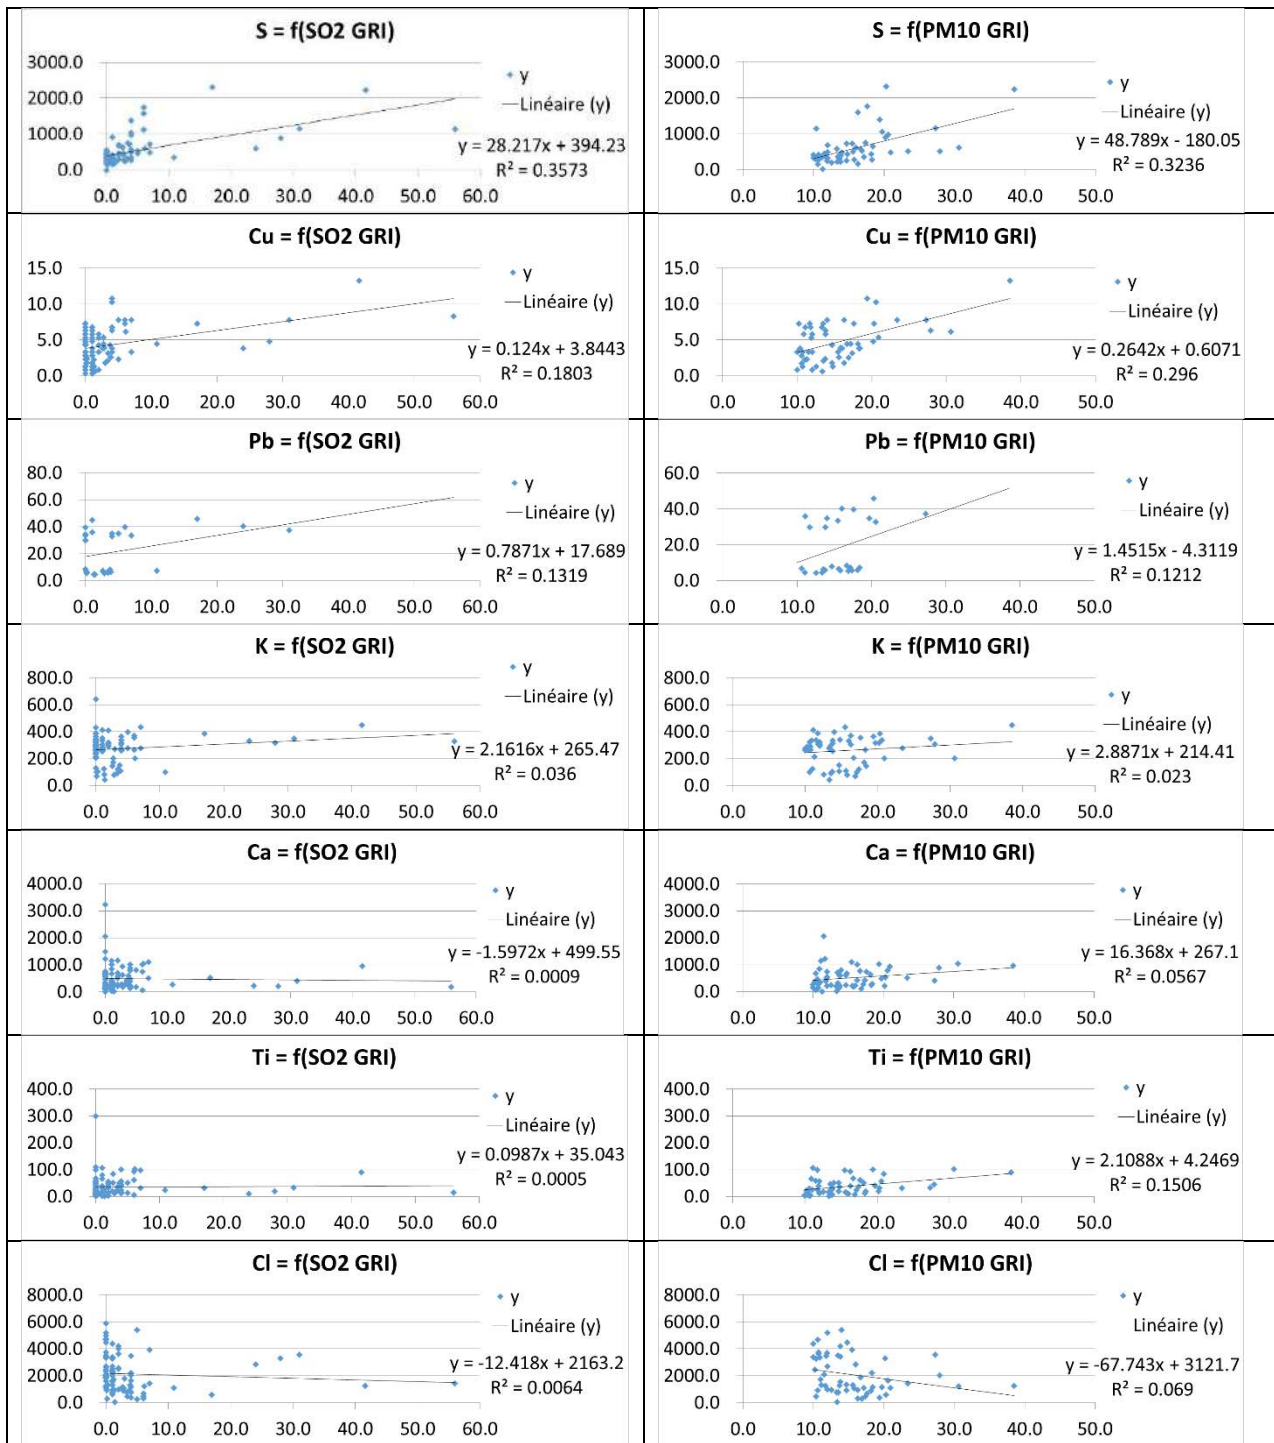 S = f(SO2 GRI)
3000.0
2000.0
1000.0
0.0
0.0 10.0 20.0 30.0 40.0 50.0 60.0
y
Linéaire (y)
y = 28.217x + 394.23
R² = 0.3573
S = f(PM10 GRI)
3000.0
2000.0
1000.0
0.0
0.0 10.0 20.0 30.0 40.0 50.0
y
Linéaire (y)
y = 48.789x - 180.05
R² = 0.3236
Cu = f(SO2 GRI)
15.0
10.0
5.0
0.0
0.0 10.0 20.0 30.0 40.0 50.0 60.0
y
Linéaire (y)
y = 0.124x + 3.8443
R² = 0.1803
Cu = f(PM10 GRI)
15.0
10.0
5.0
0.0
0.0 10.0 20.0 30.0 40.0 50.0
y
Linéaire (y)
y = 0.2642x + 0.6071
R² = 0.296
Pb = f(SO2 GRI)
80.0
60.0
40.0
20.0
0.0
0.0 10.0 20.0 30.0 40.0 50.0 60.0
y
Linéaire (y)
y = 0.7871x + 17.689
R² = 0.1319
Pb = f(PM10 GRI)
60.0
40.0
20.0
0.0
0.0 10.0 20.0 30.0 40.0 50.0
y
Linéaire (y)
y = 1.4515x - 4.3119
R² = 0.1212
K = f(SO2 GRI)
800.0
600.0
400.0
200.0
0.0
0.0 10.0 20.0 30.0 40.0 50.0 60.0
y
Linéaire (y)
y = 2.1616x + 265.47
R² = 0.036
K = f(PM10 GRI)
800.0
600.0
400.0
200.0
0.0
0.0 10.0 20.0 30.0 40.0 50.0
y
Linéaire (y)
y = 2.8871x + 214.41
R² = 0.023
Ca = f(SO2 GRI)
4000.0
3000.0
2000.0
1000.0
0.0
0.0 10.0 20.0 30.0 40.0 50.0 60.0
y
Linéaire (y)
y = -1.5972x + 499.55
R² = 0.0009
Ca = f(PM10 GRI)
4000.0
3000.0
2000.0
1000.0
0.0
0.0 10.0 20.0 30.0 40.0 50.0
y
Linéaire (y)
y = 16.368x + 267.1
R² = 0.0567
Ti = f(SO2 GRI)
400.0
300.0
200.0
100.0
0.0
0.0 10.0 20.0 30.0 40.0 50.0 60.0
y
Linéaire (y)
y = 0.0987x + 35.043
R² = 0.0005
Ti = f(PM10 GRI)
400.0
300.0
200.0
100.0
0.0
0.0 10.0 20.0 30.0 40.0 50.0
y
Linéaire (y)
y = 2.1088x + 4.2469
R² = 0.1506
Cl = f(SO2 GRI)
8000.0
6000.0
4000.0
2000.0
0.0
0.0 10.0 20.0 30.0 40.0 50.0 60.0
y
Linéaire (y)
y = -12.418x + 2163.2
R² = 0.0064
Cl = f(PM10 GRI)
8000.0
6000.0
4000.0
2000.0
0.0
0.0 10.0 20.0 30.0 40.0 50.0
y
Linéaire (y)
y = -67.743x + 3121.7
R² = 0.069